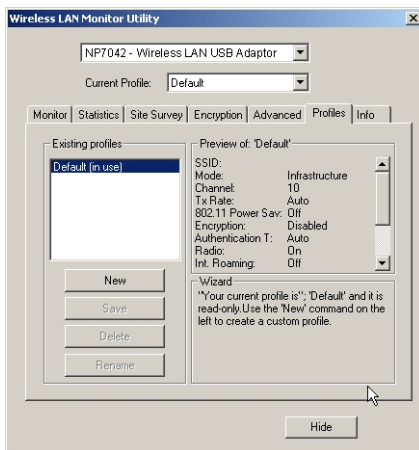 Wireless LAN Monitor Utility
NP7042 - Wireless LAN USB Adaptor
Current Profile: Default
Monitor Statistics Site Survey Encryption Advanced Profiles Info
Existing profiles
Default (in use)
New
Save
Delete
Rename
Preview of: 'Default'
SSID:
Mode: Infrastructure
Channel: 10
Tx Rate: Auto
802.11 Power Sav: Off
Encryption: Disabled
Authentication T: Auto
Radio: On
Int. Roaming: Off
Wizard
"Your current profile is"; 'Default' and it is
read-only.Use the 'New' command on the
left to create a custom profile.
Hide